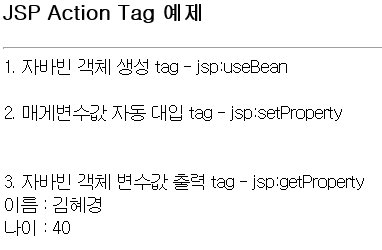 JSP Action Tag 예제
1. 자바빈 객체 생성 tag - jsp:useBean
2. 매게변수값 자동 대입 tag - jsp:setProperty
3. 자바빈 객체 변수값 출력 tag - jsp:getProperty
이름 : 김혜경
나이 : 40